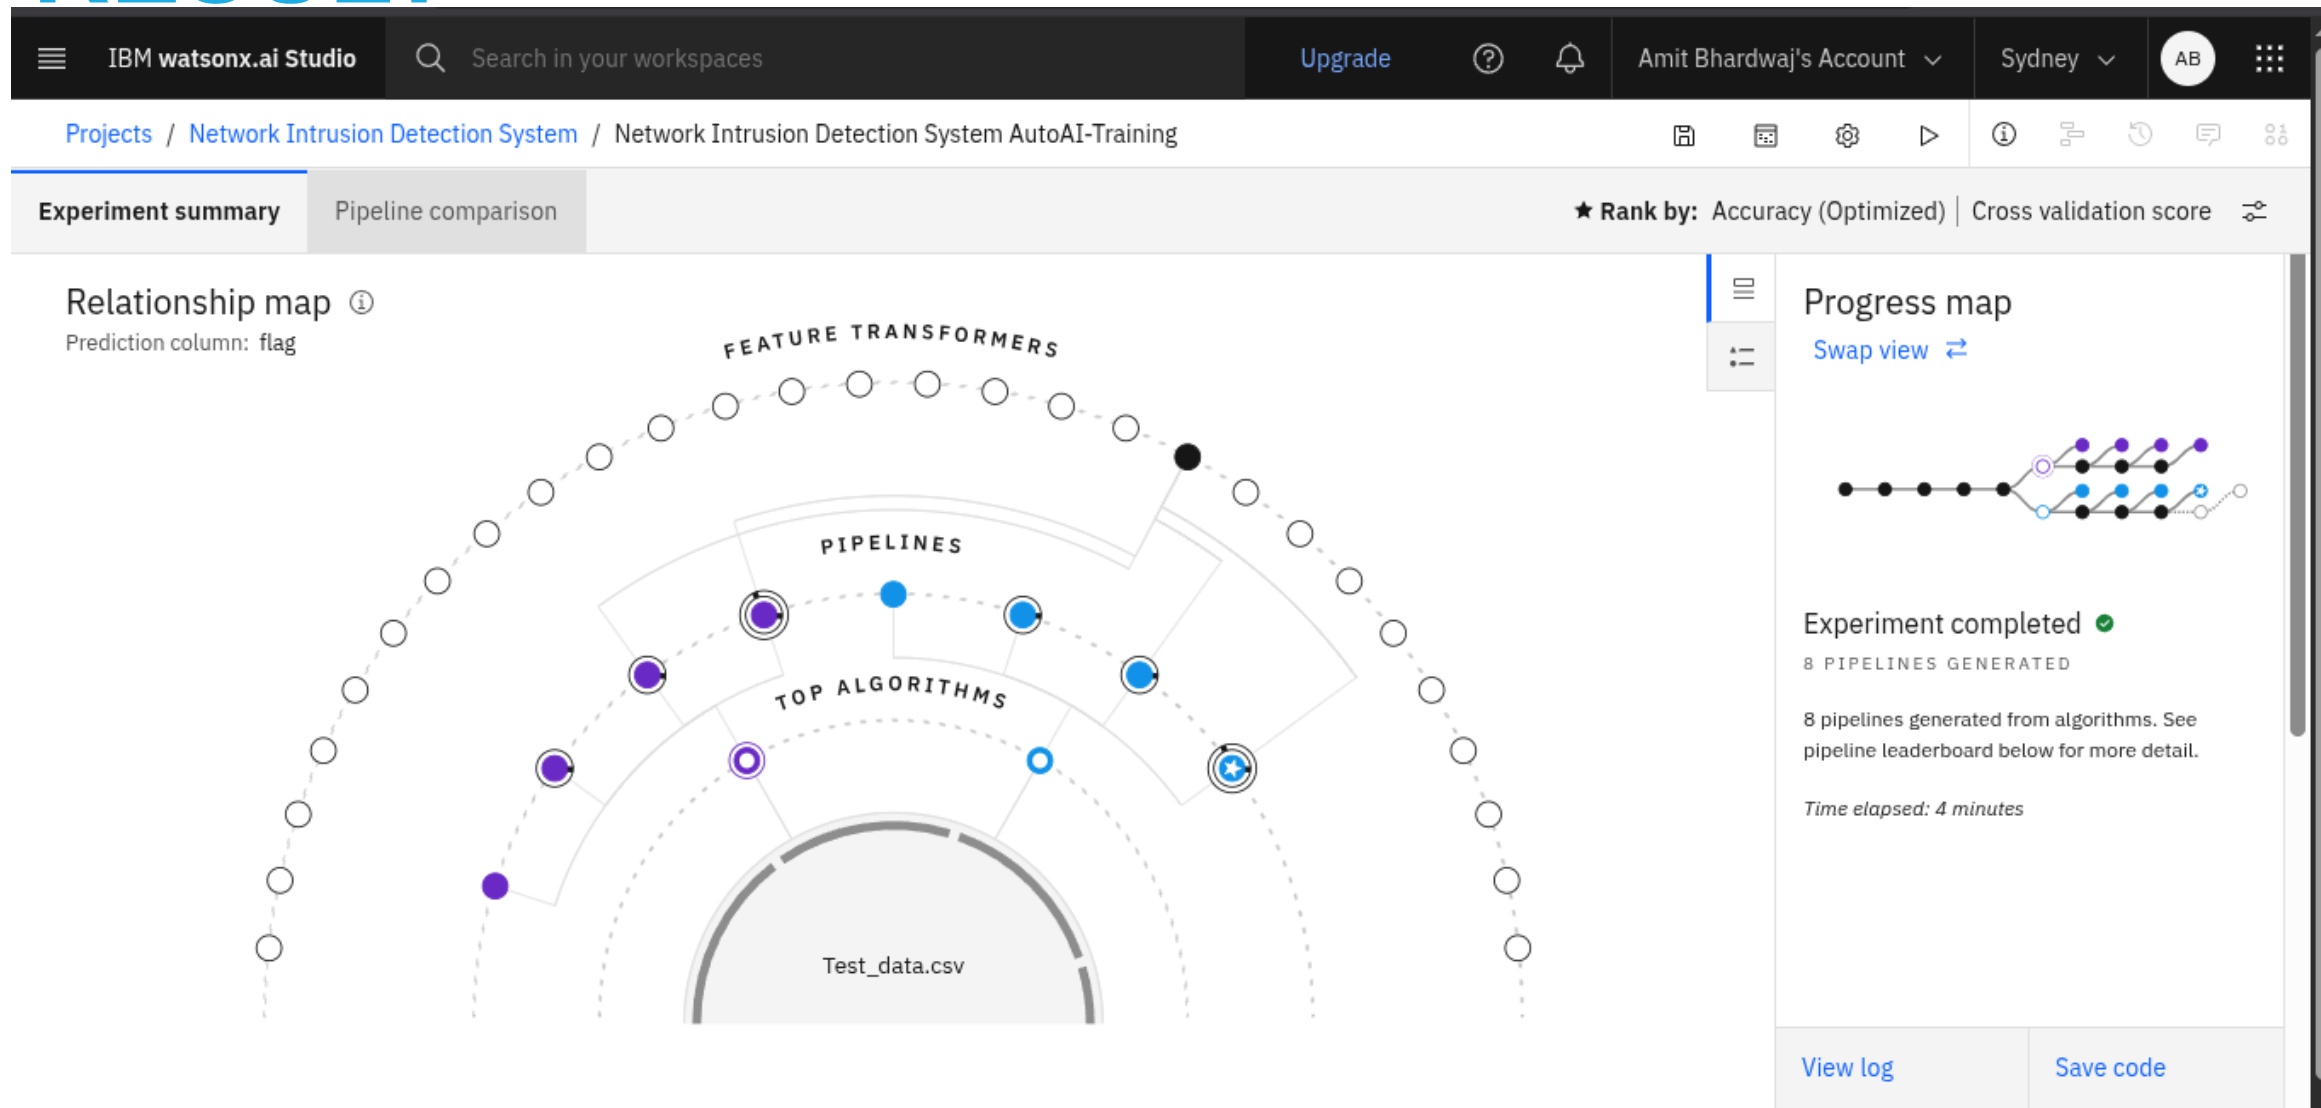 IBM watsonx.ai Studio
Search in your workspaces
Upgrade
Amit Bhardwaj's Account
Sydney
AB
Projects / Network Intrusion Detection System / Network Intrusion Detection System AutoAI-Training
Experiment summary
Pipeline comparison
★ Rank by: Accuracy (Optimized) | Cross validation score
Relationship map
Prediction column: flag
FEATURE TRANSFORMERS
PIPELINES
TOP ALGORITHMS
Test_data.csv
Progress map
Swap view
Experiment completed
8 PIPELINES GENERATED
8 pipelines generated from algorithms. See
pipeline leaderboard below for more detail.
Time elapsed: 4 minutes
View log
Save code